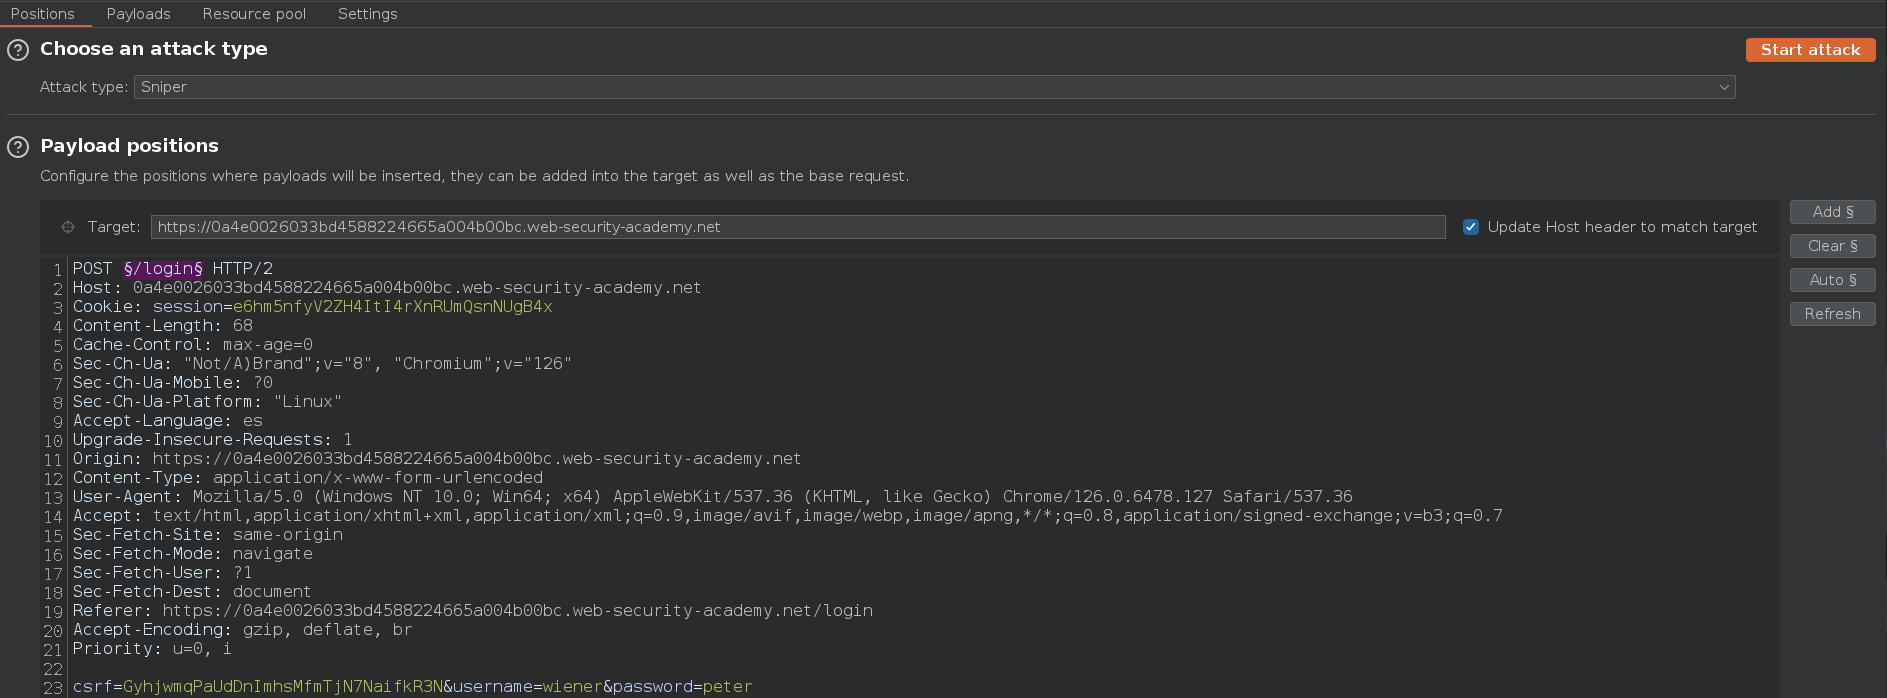 Positions Payloads Resource pool Settings
? Choose an attack type
Start attack
Attack type: Sniper
? Payload positions
Configure the positions where payloads will be inserted, they can be added into the target as well as the base request.
Target: https://0a4e0026033bd4588224665a004b00bc.web-security-academy.net Update Host header to match target
Add §
Clear §
Auto §
Refresh
1 POST §/login§ HTTP/2
2 Host: 0a4e0026033bd4588224665a004b00bc.web-security-academy.net
3 Cookie: session=e6hm5nfyV2ZH4ItI4rXnRUmQsnNUgB4x
4 Content-Length: 68
5 Cache-Control: max-age=0
6 Sec-Ch-Ua: "Not/A)Brand";v="8", "Chromium";v="126"
7 Sec-Ch-Ua-Mobile: ?0
8 Sec-Ch-Ua-Platform: "Linux"
9 Accept-Language: es
10 Upgrade-Insecure-Requests: 1
11 Origin: https://0a4e0026033bd4588224665a004b00bc.web-security-academy.net
12 Content-Type: application/x-www-form-urlencoded
13 User-Agent: Mozilla/5.0 (Windows NT 10.0; Win64; x64) AppleWebKit/537.36 (KHTML, like Gecko) Chrome/126.0.6478.127 Safari/537.36
14 Accept: text/html,application/xhtml+xml,application/xml;q=0.9,image/avif,image/webp,image/apng,*/*;q=0.8,application/signed-exchange;v=b3;q=0.7
15 Sec-Fetch-Site: same-origin
16 Sec-Fetch-Mode: navigate
17 Sec-Fetch-User: ?1
18 Sec-Fetch-Dest: document
19 Referer: https://0a4e0026033bd4588224665a004b00bc.web-security-academy.net/login
20 Accept-Encoding: gzip, deflate, br
21 Priority: u=0, i
22
23 csrf=GyhjwmqPaUdDnImhsMfmTjN7NaifkR3N&username=wiener&password=peter